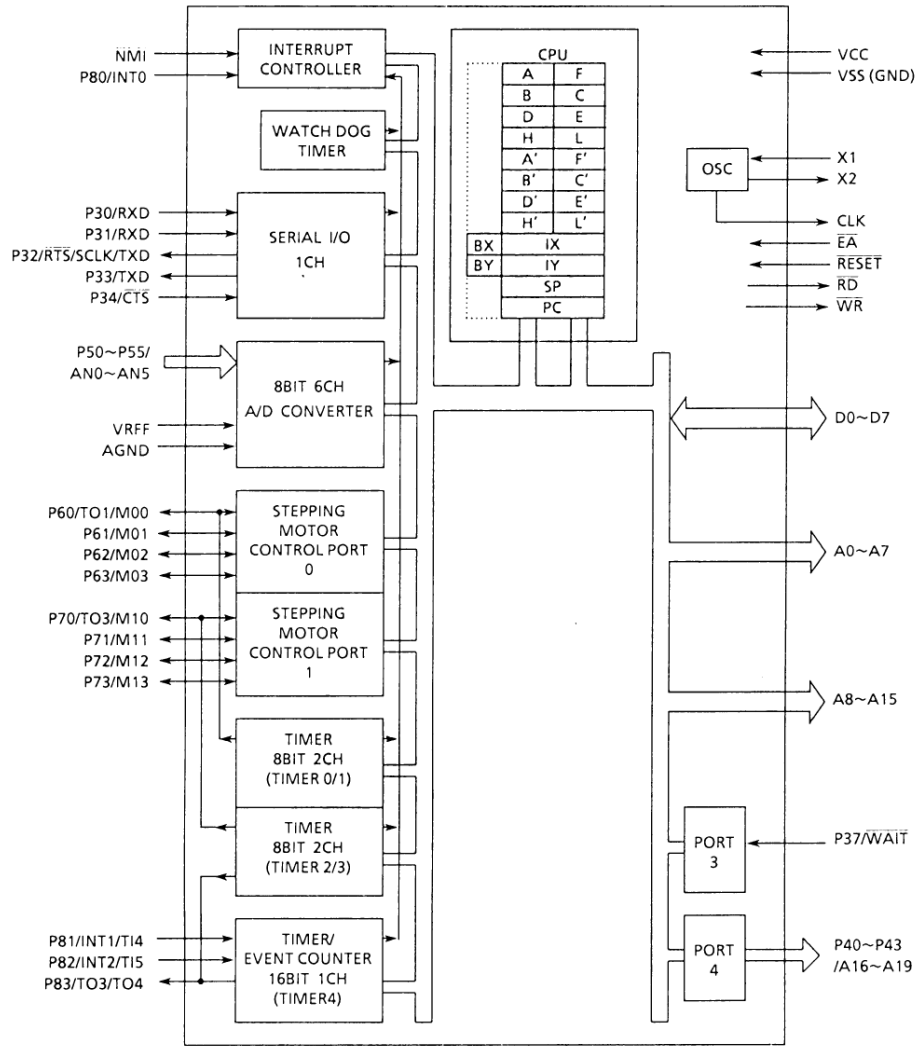 NMI
P80/INT0
INTERRUPT
CONTROLLER
WATCH DOG
TIMER
P30/RXD
P31/RXD
P32/RTS/SCLK/TXD
P33/TXD
P34/CTS
SERIAL I/O
1CH
P50~P55/
AN0~AN5
VRFF
AGND
8BIT 6CH
A/D CONVERTER
P60/TO1/M00
P61/M01
P62/M02
P63/M03
STEPPING
MOTOR
CONTROL PORT
0
P70/TO3/M10
P71/M11
P72/M12
P73/M13
STEPPING
MOTOR
CONTROL PORT
1
TIMER
8BIT 2CH
(TIMER 0/1)
TIMER
8BIT 2CH
(TIMER 2/3)
P81/INT1/TI4
P82/INT2/TI5
P83/TO3/TO4
TIMER/
EVENT COUNTER
16BIT 1CH
(TIMER4)
CPU
A F
B C
D E
H L
A' F'
B' C'
D' E'
H' L'
BX IX
BY IY
SP
PC
VCC
VSS (GND)
OSC
X1
X2
CLK
EA
RESET
RD
WR
D0~D7
A0~A7
A8~A15
PORT
3
P37/WAIT
PORT
4
P40~P43
/A16~A19